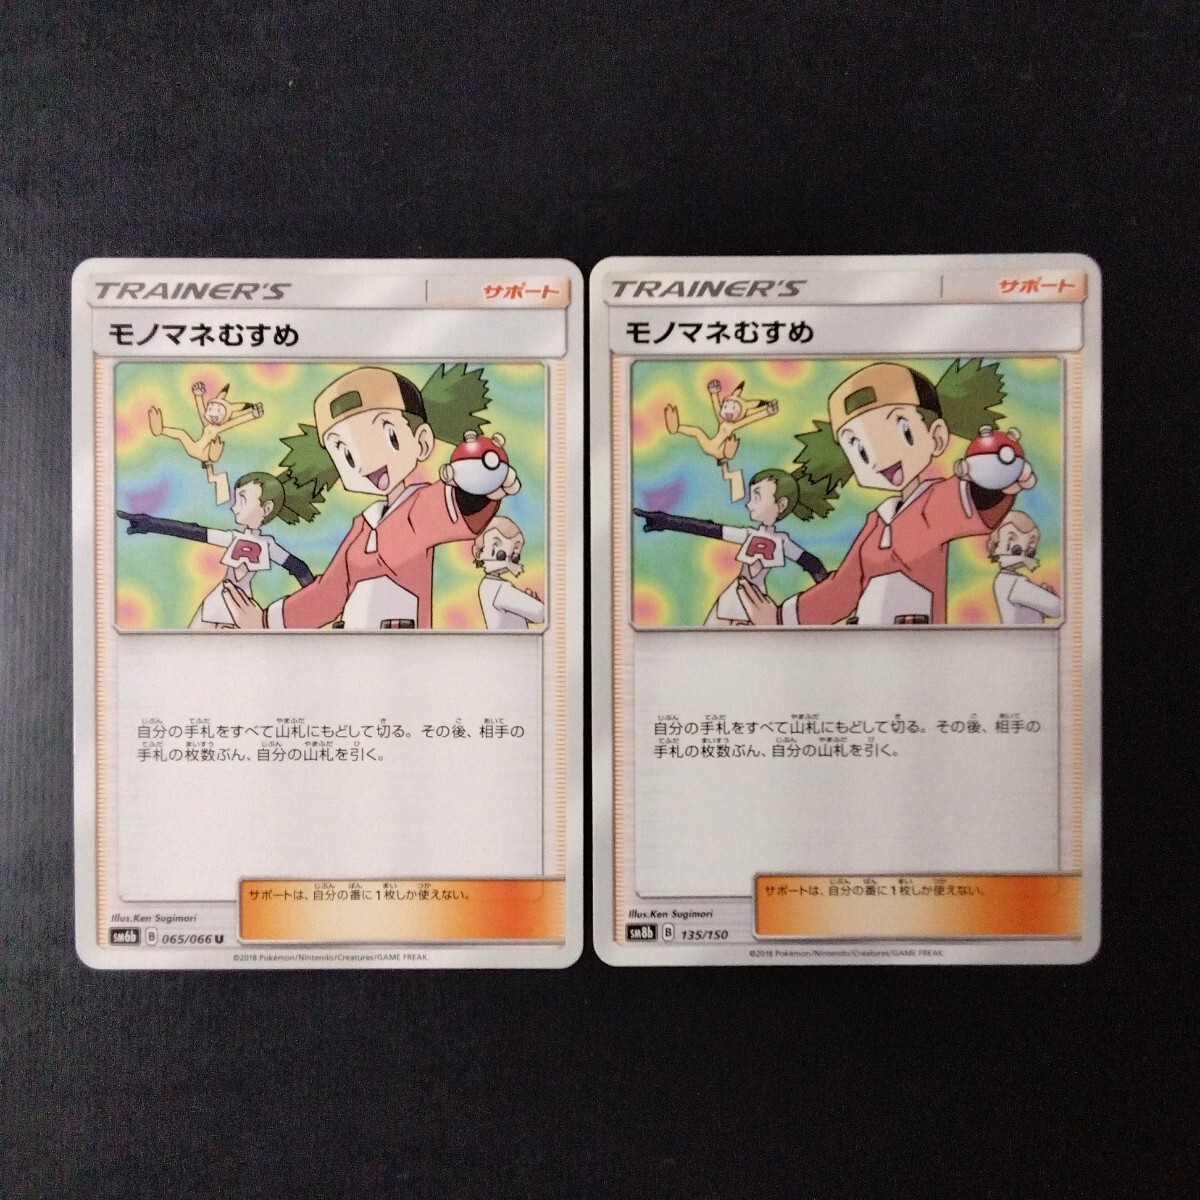 TRAINER'S サポート
モノマネむすめ
R
自分の手札をすべて山札にもどして切る。その後、相手の
手札の枚数ぶん、自分の山札を引く。
サポートは、自分の番に1枚しか使えない。
Illus.Ken Sugimori
sm6b B 065/066 U
©2018 Pokémon/Nintendo/Creatures/GAME FREAK.
TRAINER'S サポート
モノマネむすめ
R
自分の手札をすべて山札にもどして切る。その後、相手の
手札の枚数ぶん、自分の山札を引く。
サポートは、自分の番に1枚しか使えない。
Illus.Ken Sugimori
sm8b B 135/150
©2018 Pokémon/Nintendo/Creatures/GAME FREAK.